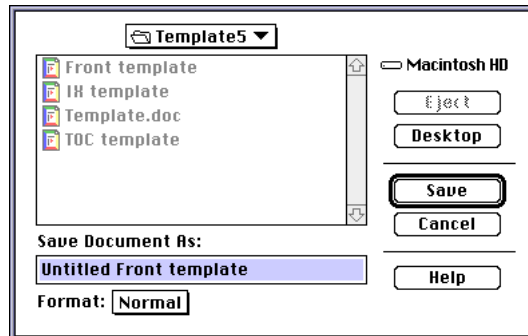 Template5
Front template
IX template
Template.doc
TOC template
Macintosh HD
Eject
Desktop
Save
Cancel
Save Document As:
Untitled Front template
Help
Format: Normal